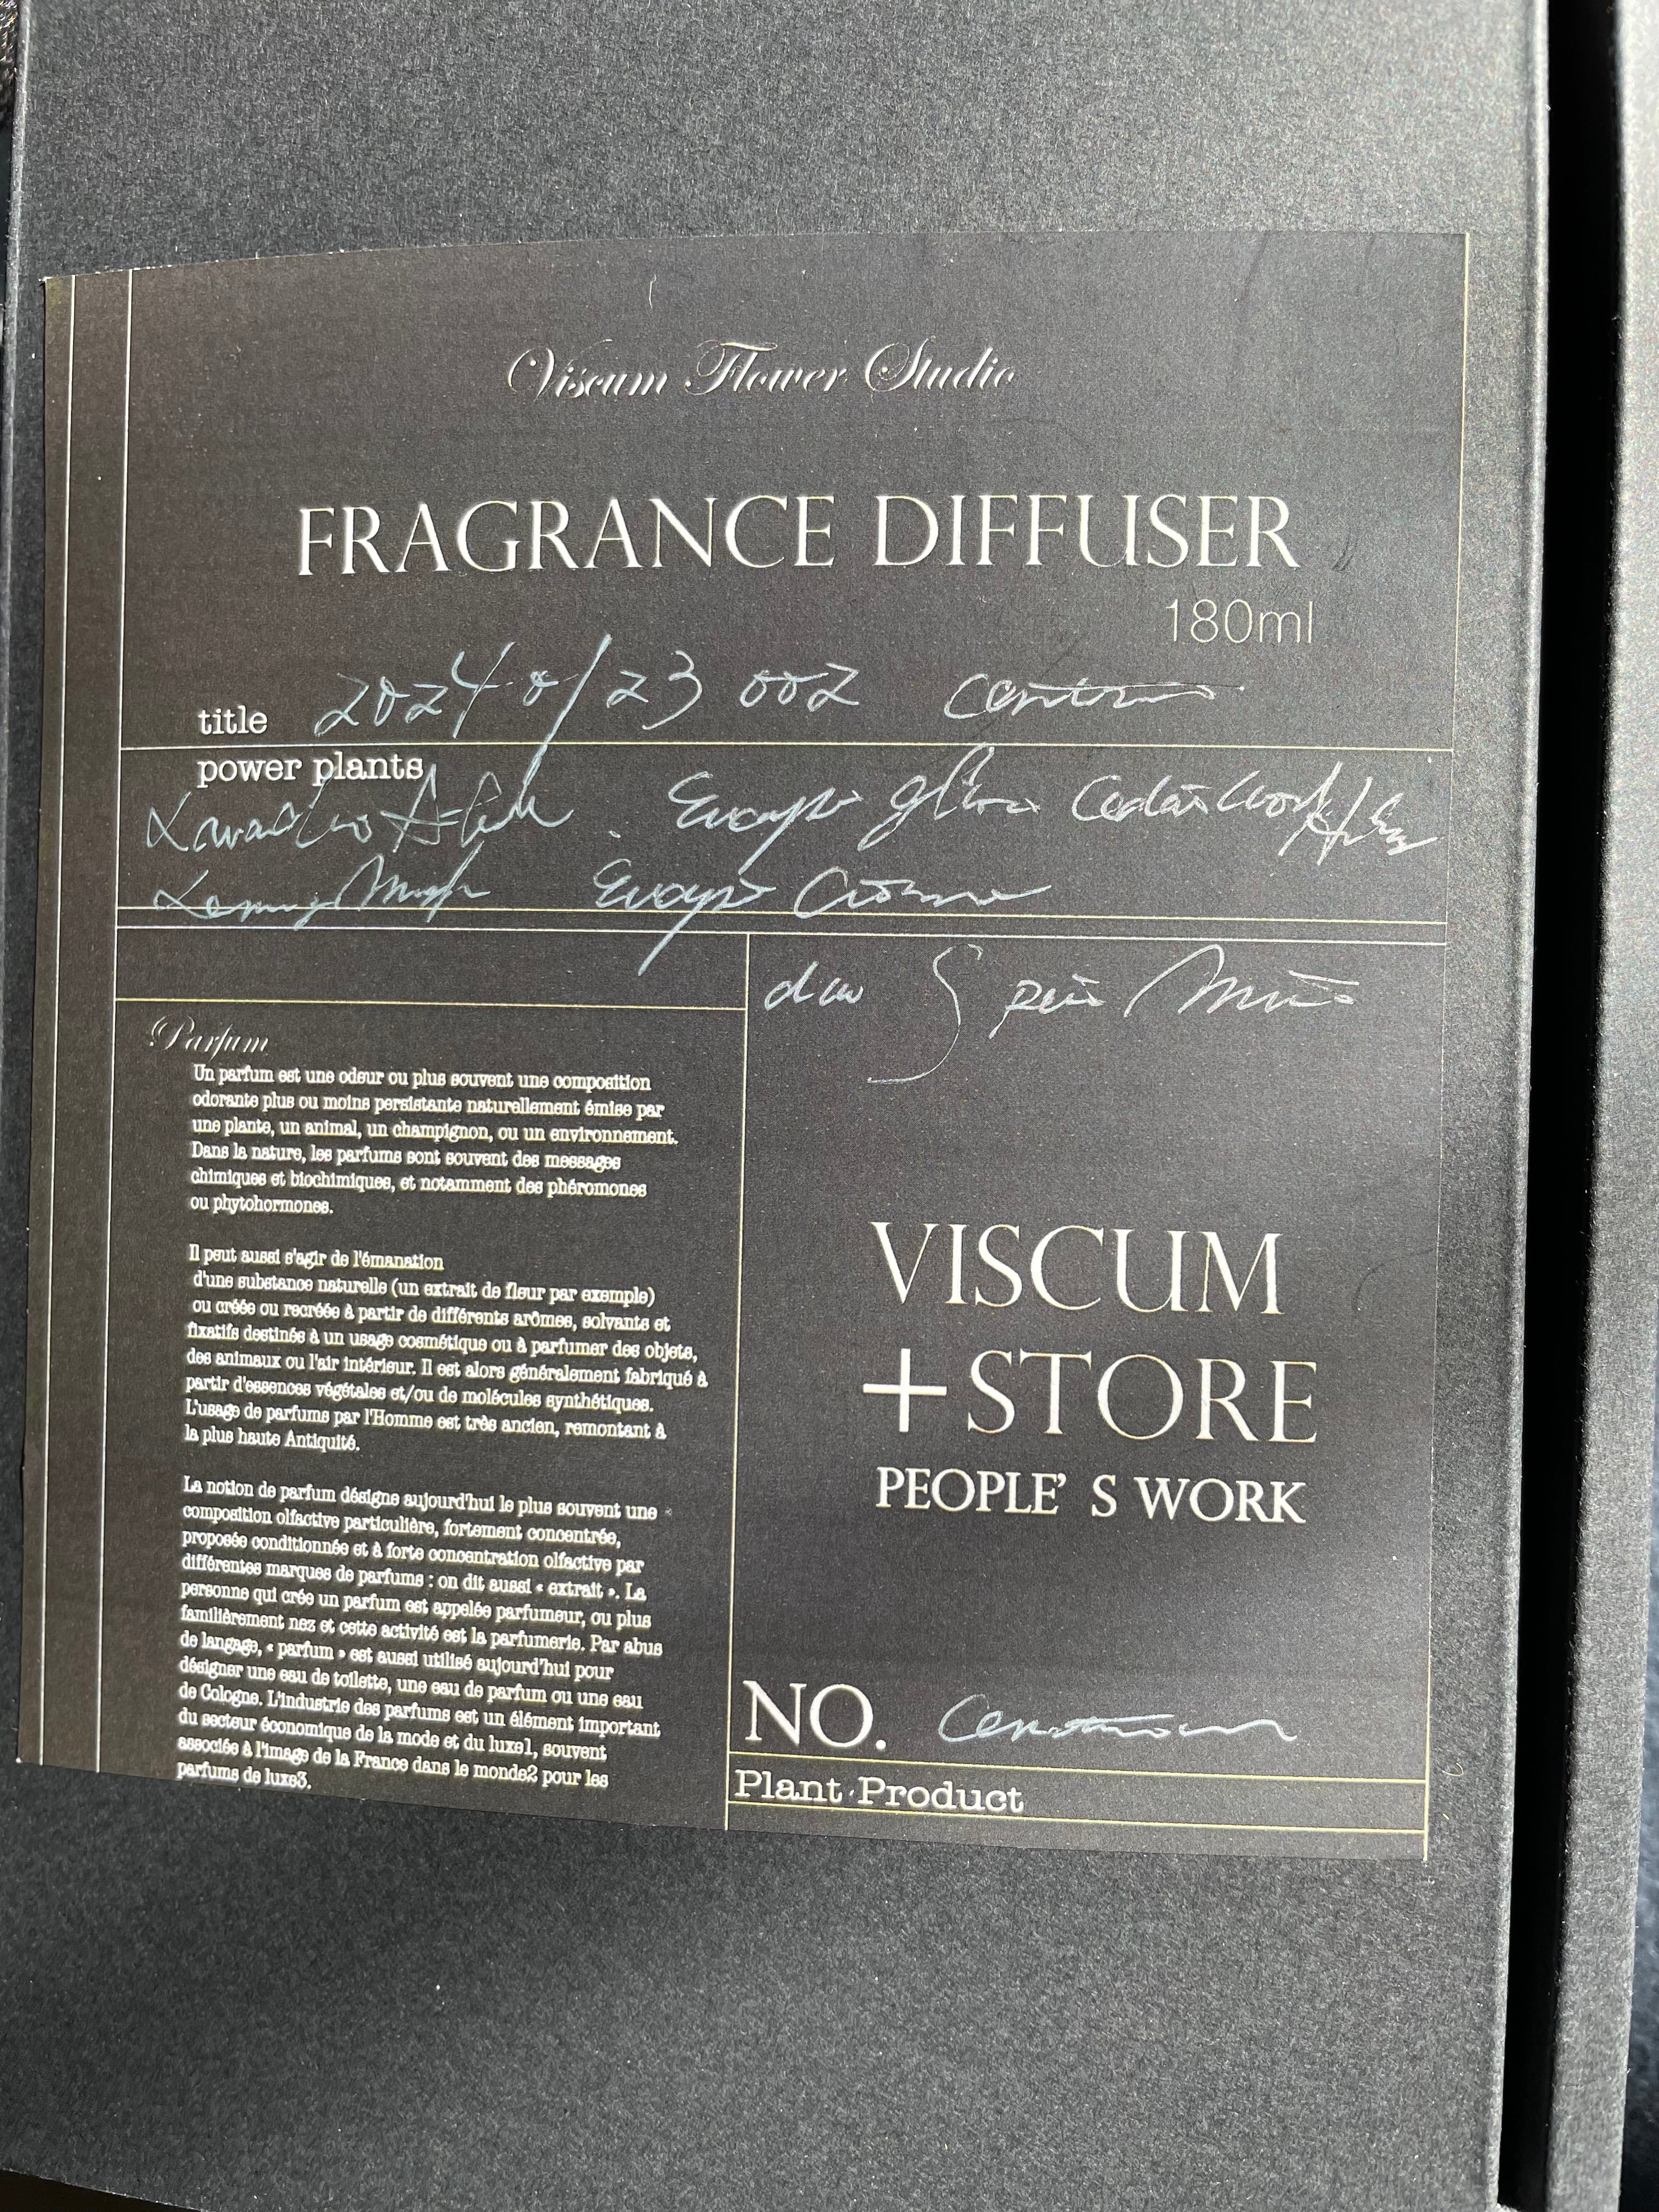 Viscum Flower Studio
FRAGRANCE DIFFUSER
180ml
title 20240123 002
power plants
Cedarwood
Parfum
Un parfum est une odeur ou plus souvent une composition
odorante plus ou moins persistante naturellement émise par
une plante, un animal, un champignon, ou un environnement.
Dans la nature, les parfums sont souvent des messages
chimiques et biochimiques, et notamment des phéromones
ou phytohormones.
Il peut aussi s'agir de l'émanation
d'une substance naturelle (un extrait de fleur par exemple)
ou créée ou recréée à partir de différents arômes, solvants et
fixatifs destinés à un usage cosmétique ou à parfumer des objets,
des animaux ou l'air intérieur. Il est alors généralement fabriqué à
partir d'essences végétales et/ou de molécules synthétiques.
L'usage de parfums par l'Homme est très ancien, remontant à
la plus haute Antiquité.
La notion de parfum désigne aujourd'hui le plus souvent une
composition olfactive particulière, fortement concentrée,
proposée conditionnée et à forte concentration olfactive par
différentes marques de parfums : on dit aussi « extrait ». La
personne qui crée un parfum est appelée parfumeur, ou plus
familièrement nez et cette activité est la parfumerie. Par abus
de langage, « parfum » est aussi utilisé aujourd'hui pour
désigner une eau de toilette, une eau de parfum ou une eau
de Cologne. L'industrie des parfums est un élément important
du secteur économique de la mode et du luxe1, souvent
associée à l'image de la France dans le monde2 pour les
parfums de luxe3.
VISCUM
+STORE
PEOPLE' S WORK
NO.
Plant Product